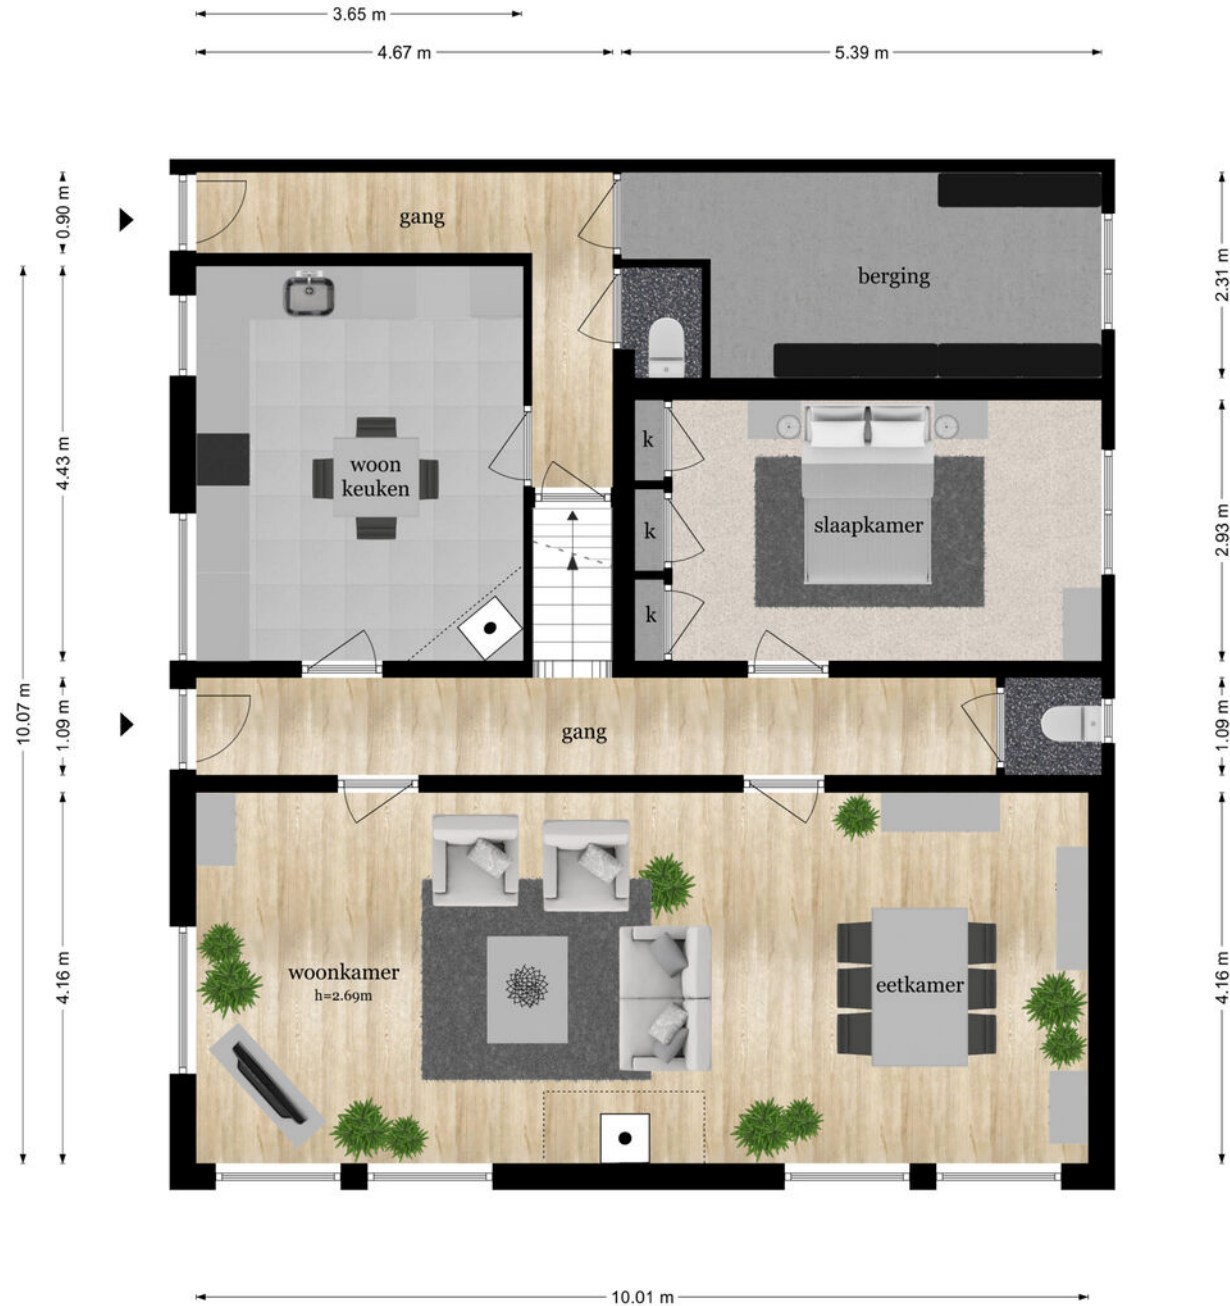 3.65 m
4.67 m
5.39 m
0.90 m
gang
berging
2.31 m
4.43 m
woon
keuken
k
k
k
slaapkamer
2.93 m
10.07 m
1.09 m
gang
1.09 m
4.16 m
woonkamer
h=2.69m
eetkamer
4.16 m
10.01 m